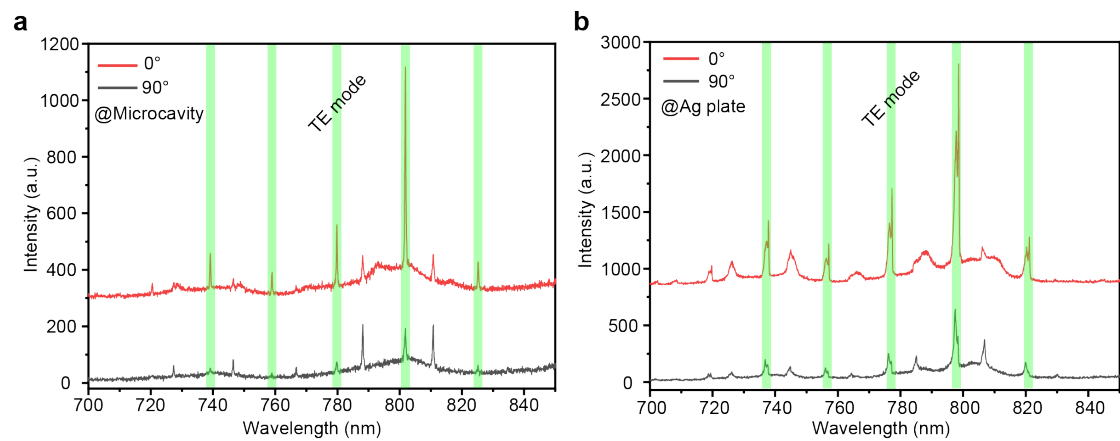 a
1200
1000
800
600
400
200
0
Intensity (a.u.)
0°
90°
@Microcavity
TE mode
700 720 740 760 780 800 820 840
Wavelength (nm)
b
3000
2500
2000
1500
1000
500
0
Intensity (a.u.)
0°
90°
@Ag plate
TE mode
700 720 740 760 780 800 820 840
Wavelength (nm)